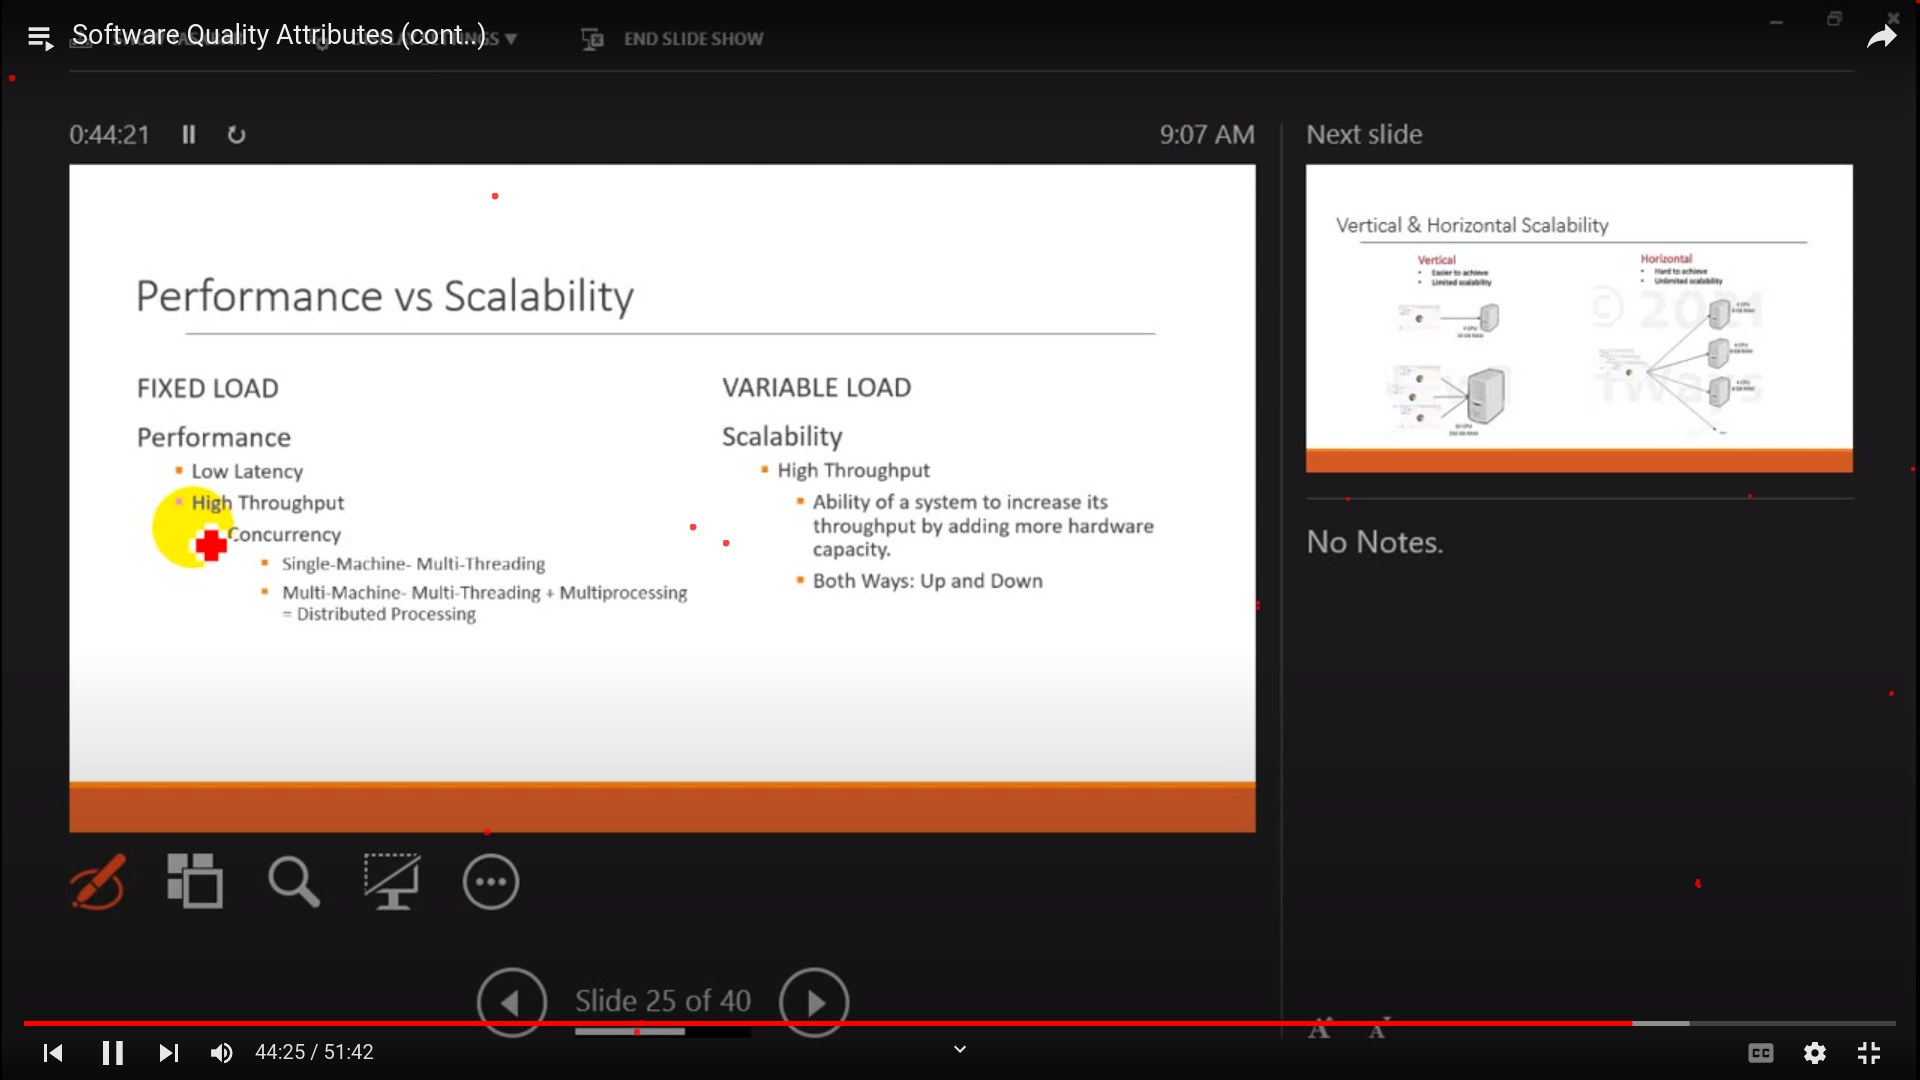 Software Quality Attributes (cont..)
END SLIDE SHOW
0:44:21
9:07 AM
Next slide
Performance vs Scalability
FIXED LOAD
Performance
Low Latency
High Throughput
Concurrency
Single-Machine- Multi-Threading
Multi-Machine- Multi-Threading + Multiprocessing
= Distributed Processing
VARIABLE LOAD
Scalability
High Throughput
Ability of a system to increase its
throughput by adding more hardware
capacity.
Both Ways: Up and Down
Vertical & Horizontal Scalability
Vertical
Easier to achieve
Limited scalability
Horizontal
Hard to achieve
Unlimited scalability
No Notes.
Slide 25 of 40
44:25 / 51:42
CC